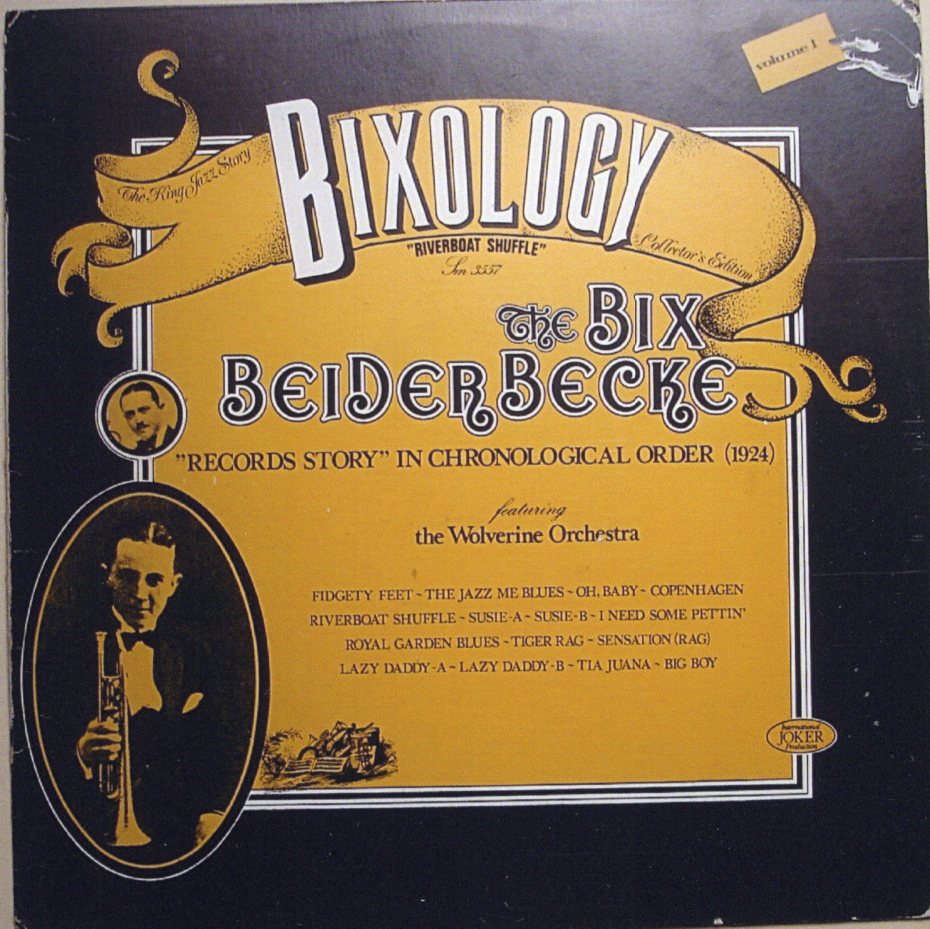 volume 1
The King Jazz Story
BIXOLOGY
"RIVERBOAT SHUFFLE"
Collector's Edition
Sm 3557
the BIX
BEIDERBECKE
"RECORDS STORY" IN CHRONOLOGICAL ORDER (1924)
featuring
the Wolverine Orchestra
FIDGETY FEET ~ THE JAZZ ME BLUES ~ OH, BABY ~ COPENHAGEN
RIVERBOAT SHUFFLE ~ SUSIE-A ~ SUSIE-B ~ I NEED SOME PETTIN'
ROYAL GARDEN BLUES ~ TIGER RAG ~ SENSATION (RAG)
LAZY DADDY-A ~ LAZY DADDY-B ~ TIA JUANA ~ BIG BOY
International
JOKER
Production